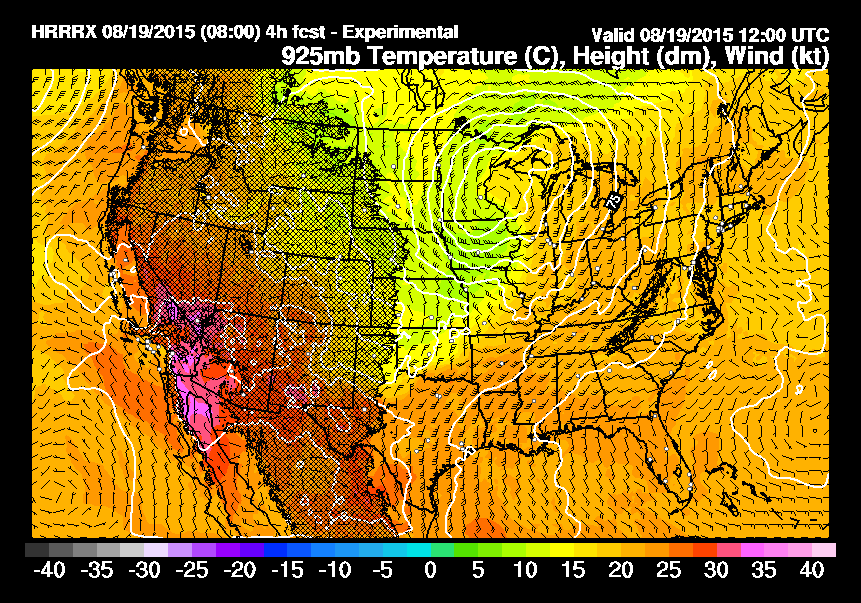 HRRRX 08/19/2015 (08:00) 4h fcst - Experimental
Valid 08/19/2015 12:00 UTC
925mb Temperature (C), Height (dm), Wind (kt)
75
-40 -35 -30 -25 -20 -15 -10 -5 0 5 10 15 20 25 30 35 40